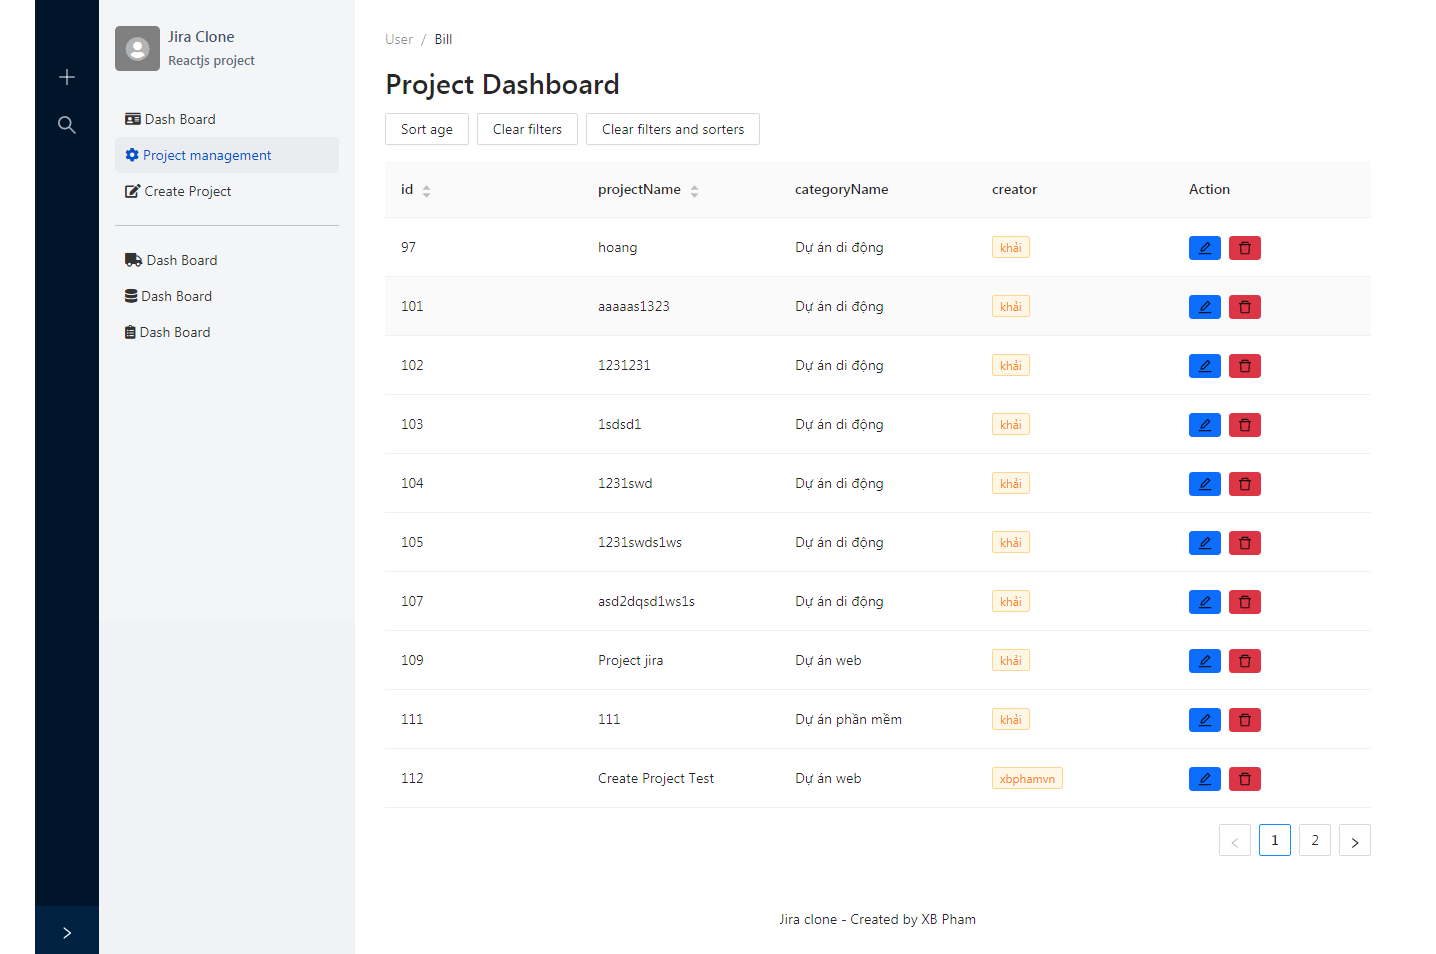 Jira Clone
Reactjs project
Dash Board
Project management
Create Project
Dash Board
Dash Board
Dash Board
User / Bill
Project Dashboard
Sort age Clear filters Clear filters and sorters
id projectName categoryName creator Action
97 hoang Dự án di động khải
101 aaaaas1323 Dự án di động khải
102 1231231 Dự án di động khải
103 1sdsd1 Dự án di động khải
104 1231swd Dự án di động khải
105 1231swds1ws Dự án di động khải
107 asd2dqsd1ws1s Dự án di động khải
109 Project jira Dự án web khải
111 111 Dự án phần mềm khải
112 Create Project Test Dự án web xbphamvn
< 1 2 >
Jira clone - Created by XB Pham